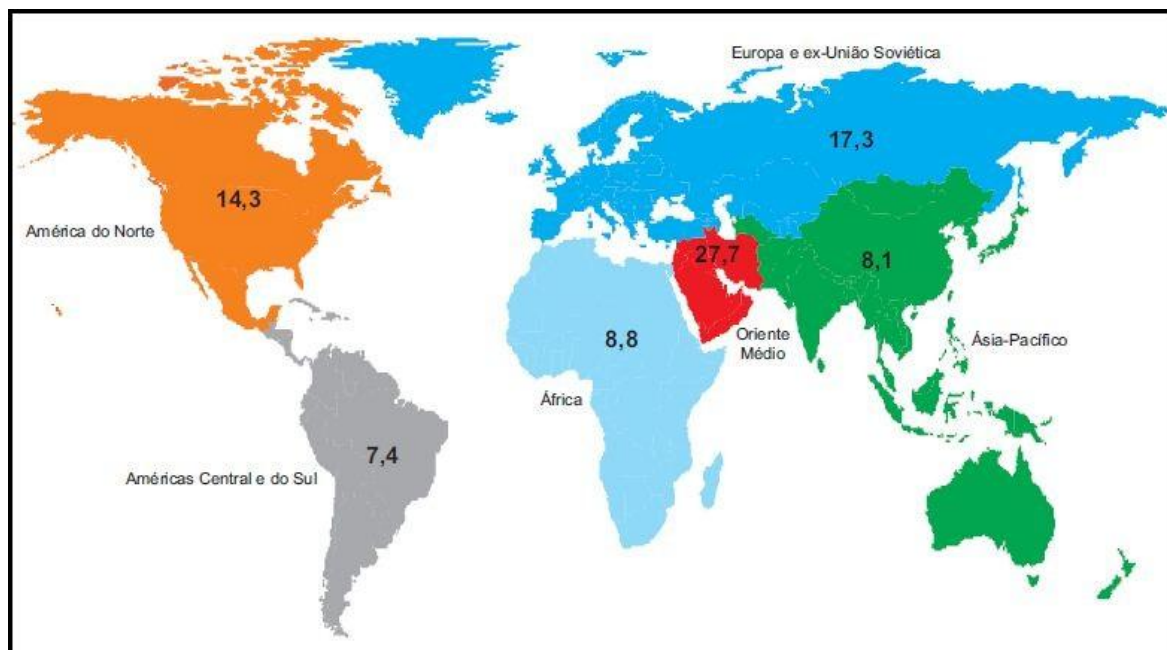 Europa e ex-União Soviética
17,3
14,3
América do Norte
27,7
8,1
Oriente
Médio
Ásia-Pacífico
8,8
África
7,4
Américas Central e do Sul